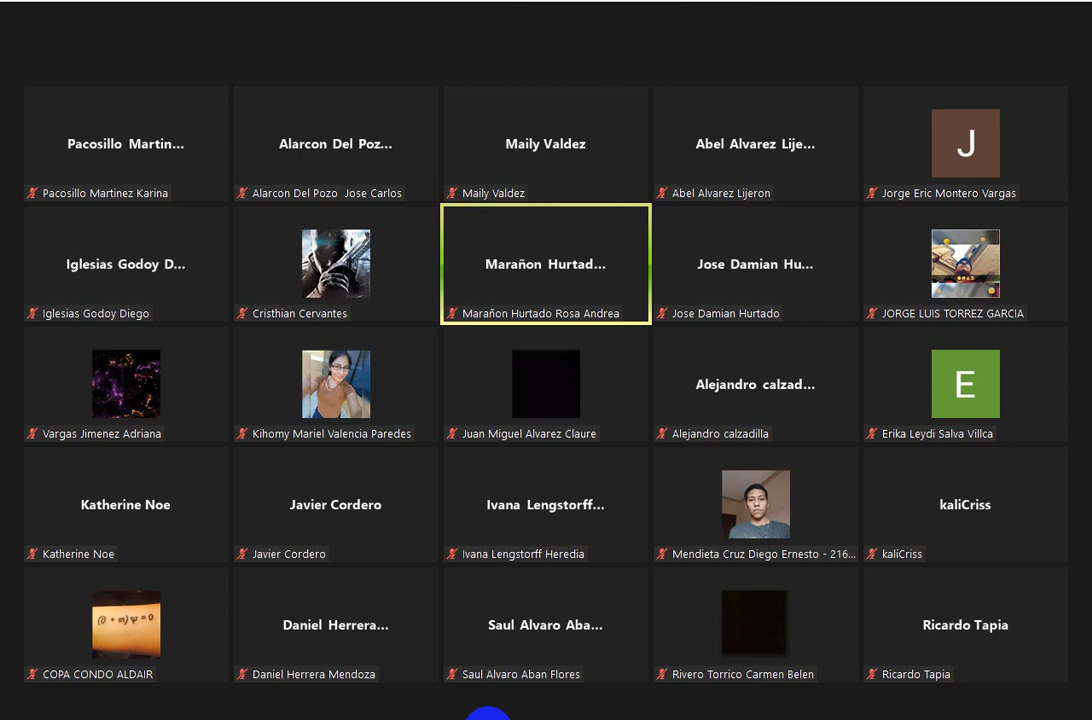 Pacosillo Martin...
Alarcon Del Poz...
Maily Valdez
Abel Alvarez Lije...
J
Pacosillo Martinez Karina
Alarcon Del Pozo Jose Carlos
Maily Valdez
Abel Alvarez Lijeron
Jorge Eric Montero Vargas
Iglesias Godoy D...
Marañon Hurtad...
Jose Damian Hu...
Iglesias Godoy Diego
Cristhian Cervantes
Marañon Hurtado Rosa Andrea
Jose Damian Hurtado
JORGE LUIS TORREZ GARCIA
Alejandro calzad...
E
Vargas Jimenez Adriana
Kihomy Mariel Valencia Paredes
Juan Miguel Alvarez Claure
Alejandro calzadilla
Erika Leydi Salva Villca
Katherine Noe
Javier Cordero
Ivana Lengstorff...
kaliCriss
Katherine Noe
Javier Cordero
Ivana Lengstorff Heredia
Mendieta Cruz Diego Ernesto - 216...
kaliCriss
(∂ + m) ψ = 0
Daniel Herrera...
Saul Alvaro Aba...
Ricardo Tapia
COPA CONDO ALDAIR
Daniel Herrera Mendoza
Saul Alvaro Aban Flores
Rivero Torrico Carmen Belen
Ricardo Tapia